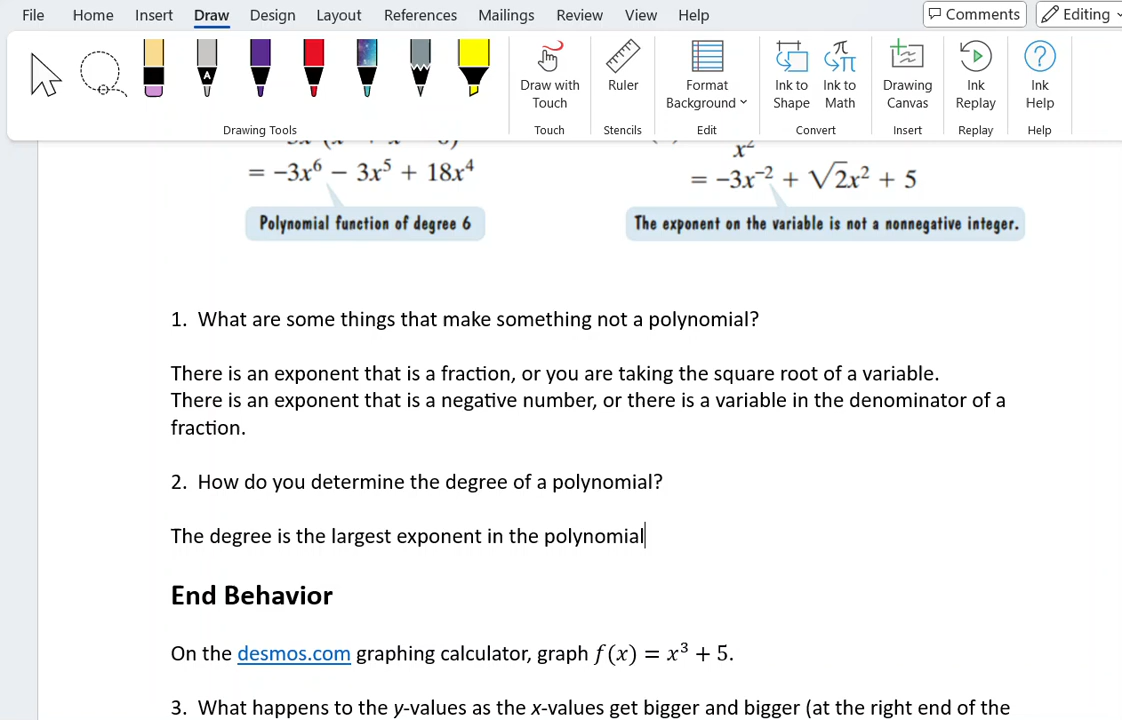 File Home Insert Draw Design Layout References Mailings Review View Help Comments Editing
A
Draw with Touch Ruler Format Background Ink to Shape Ink to Math Drawing Canvas Ink Replay Ink Help
Drawing Tools Touch Stencils Edit Convert Insert Replay Help
x²
= −3x⁶ − 3x⁵ + 18x⁴ = −3x⁻² + √2x² + 5
Polynomial function of degree 6 The exponent on the variable is not a nonnegative integer.
1. What are some things that make something not a polynomial?
There is an exponent that is a fraction, or you are taking the square root of a variable.
There is an exponent that is a negative number, or there is a variable in the denominator of a
fraction.
2. How do you determine the degree of a polynomial?
The degree is the largest exponent in the polynomial
End Behavior
On the desmos.com graphing calculator, graph f(x) = x³ + 5.
3. What happens to the y-values as the x-values get bigger and bigger (at the right end of the